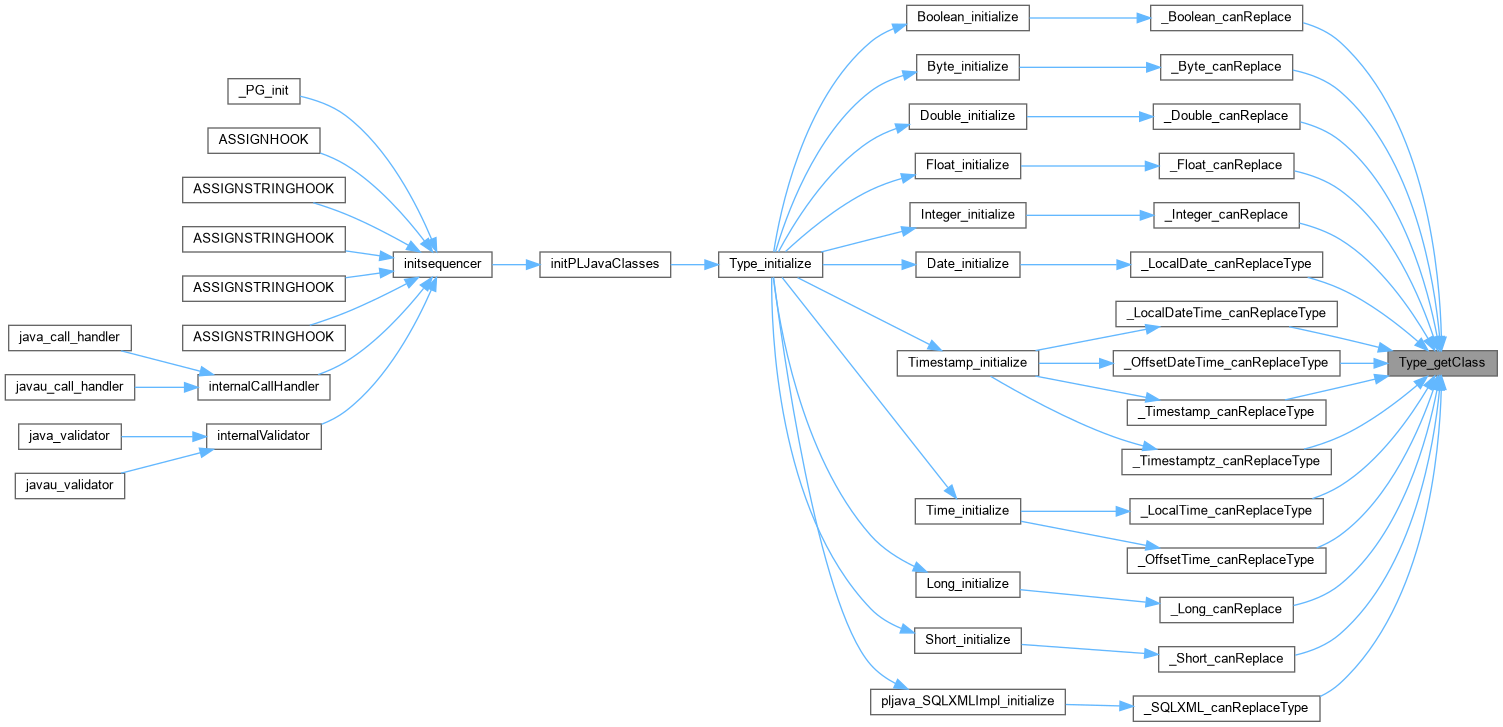 _PG_init
ASSIGNHOOK
ASSIGNSTRINGHOOK
ASSIGNSTRINGHOOK
ASSIGNSTRINGHOOK
ASSIGNSTRINGHOOK
java_call_handler
javau_call_handler
internalCallHandler
java_validator
internalValidator
javau_validator
initsequencer
initPLJavaClasses
Type_initialize
Boolean_initialize
Byte_initialize
Double_initialize
Float_initialize
Integer_initialize
Date_initialize
Timestamp_initialize
Time_initialize
Long_initialize
Short_initialize
pljava_SQLXMLImpl_initialize
_Boolean_canReplace
_Byte_canReplace
_Double_canReplace
_Float_canReplace
_Integer_canReplace
_LocalDate_canReplaceType
_LocalDateTime_canReplaceType
_OffsetDateTime_canReplaceType
_Timestamp_canReplaceType
_Timestamptz_canReplaceType
_LocalTime_canReplaceType
_OffsetTime_canReplaceType
_Long_canReplace
_Short_canReplace
_SQLXML_canReplaceType
Type_getClass